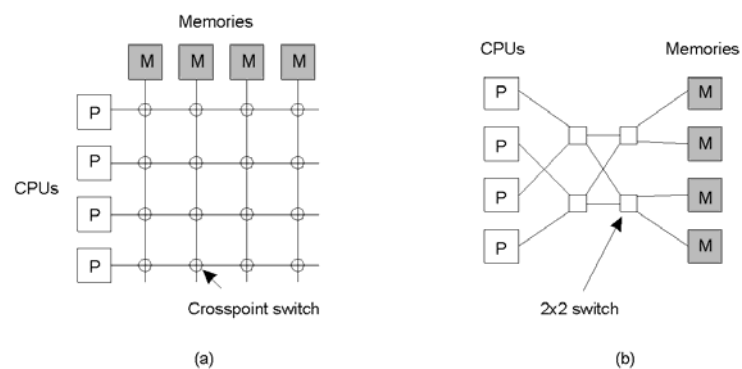 Memories
M M M M
P
P
CPUs
P
P
Crosspoint switch
(a)
CPUs Memories
P M
P M
P M
P M
2x2 switch
(b)